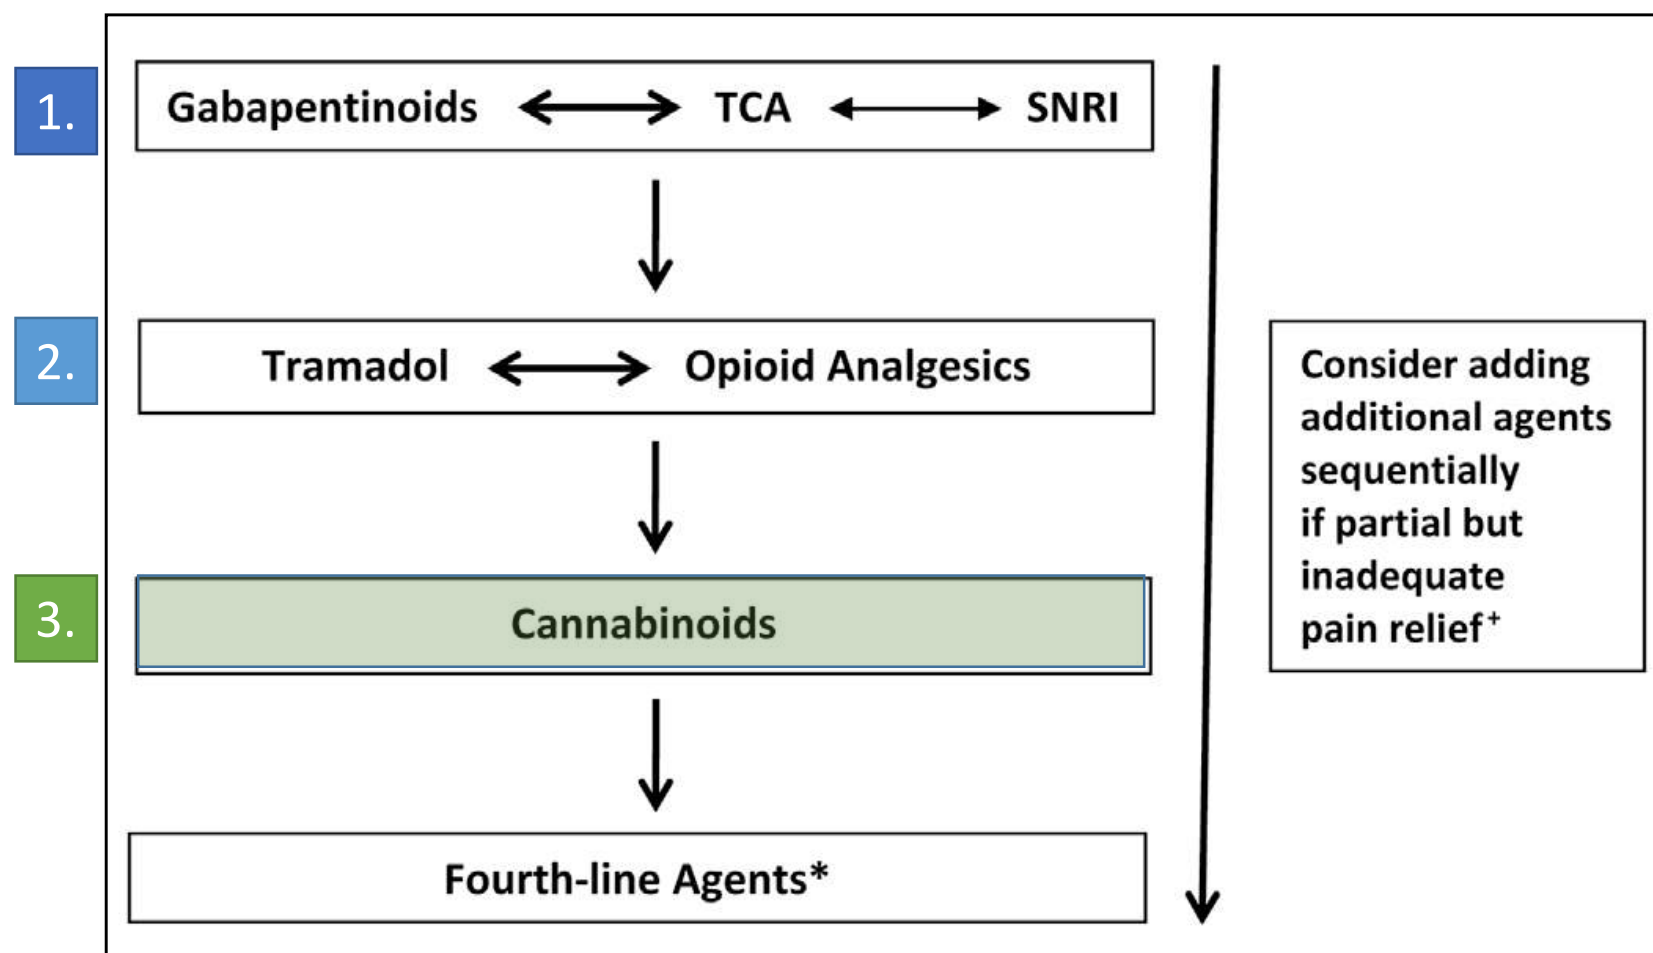 1.
Gabapentinoids TCA SNRI
2.
Tramadol Opioid Analgesics
3.
Cannabinoids
Fourth-line Agents*
Consider adding
additional agents
sequentially
if partial but
inadequate
pain relief+